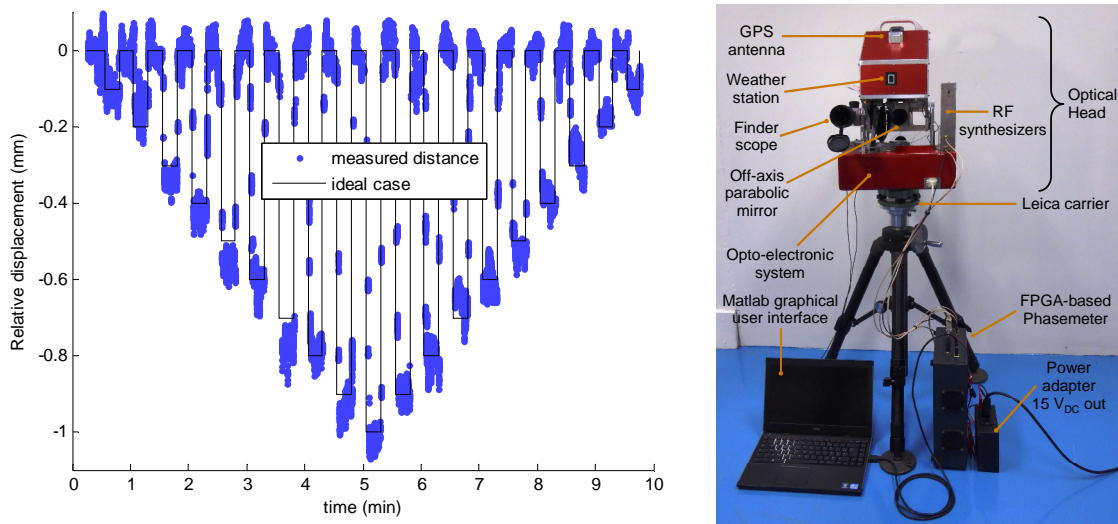 0
-0.2
-0.4
-0.6
-0.8
-1
Relative displacement (mm)
measured distance
ideal case
0 1 2 3 4 5 6 7 8 9 10
time (min)
GPS
antenna
Weather
station
Finder
scope
Off-axis
parabolic
mirror
Opto-electronic
system
Matlab graphical
user interface
Optical
Head
RF
synthesizers
Leica carrier
FPGA-based
Phasemeter
Power
adapter
15 V_DC out